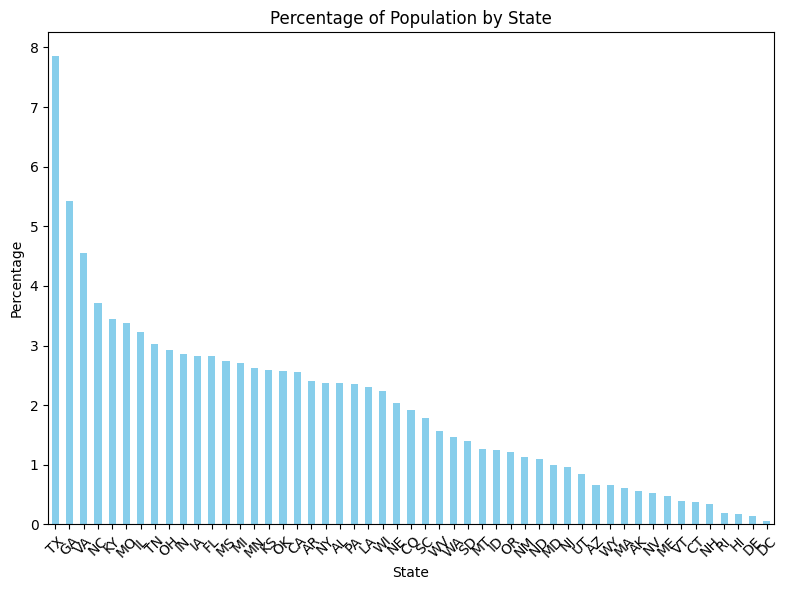 Percentage of Population by State
Percentage
8
7
6
5
4
3
2
1
0
TX GA VA NC KY MO IL TN OH IN IA FL MS MI MN KS OK CA AR NY AL PA LA WI NE CO SC WV WA SD MT ID OR NM ND MD NJ UT AZ WY MA AK NV ME VT CT NH RI HI DE DC
State